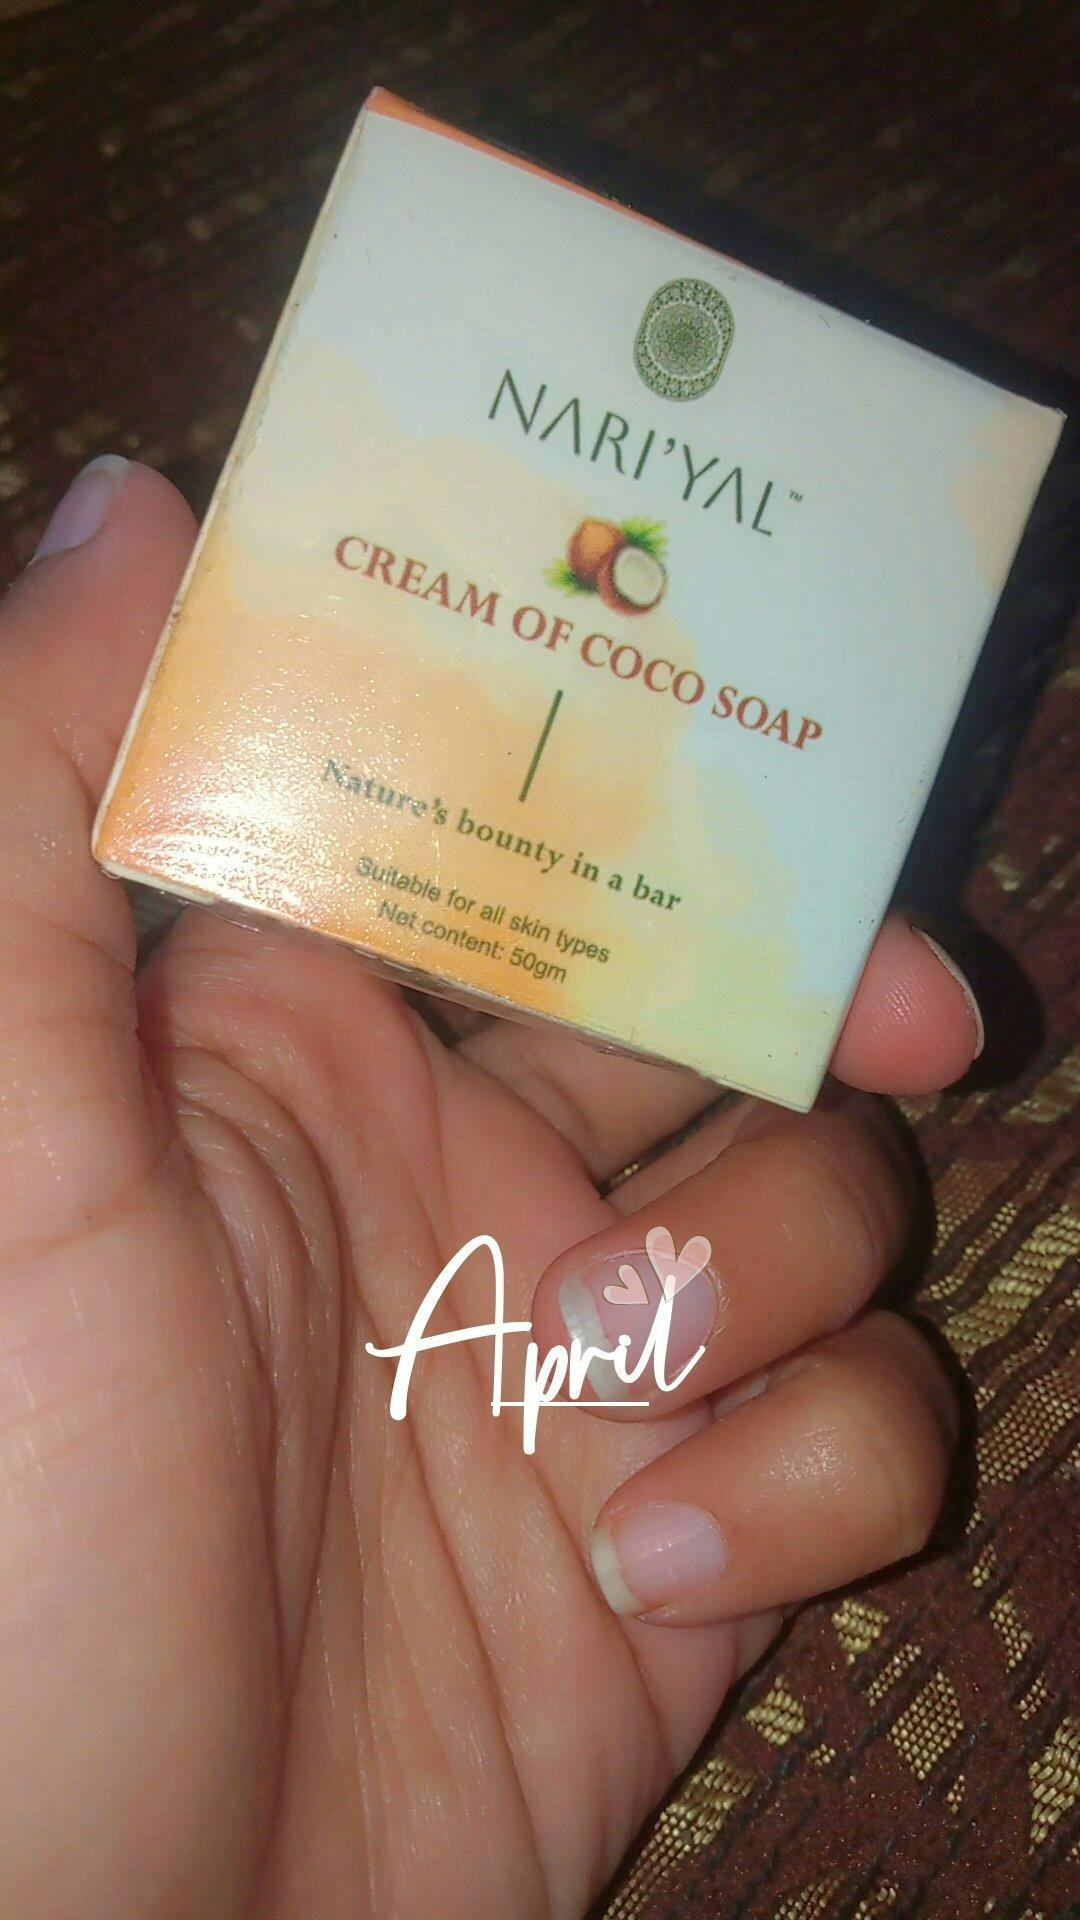 NARI'YAL™
CREAM OF COCO SOAP
Nature's bounty in a bar
Suitable for all skin types
Net content: 50gm
April